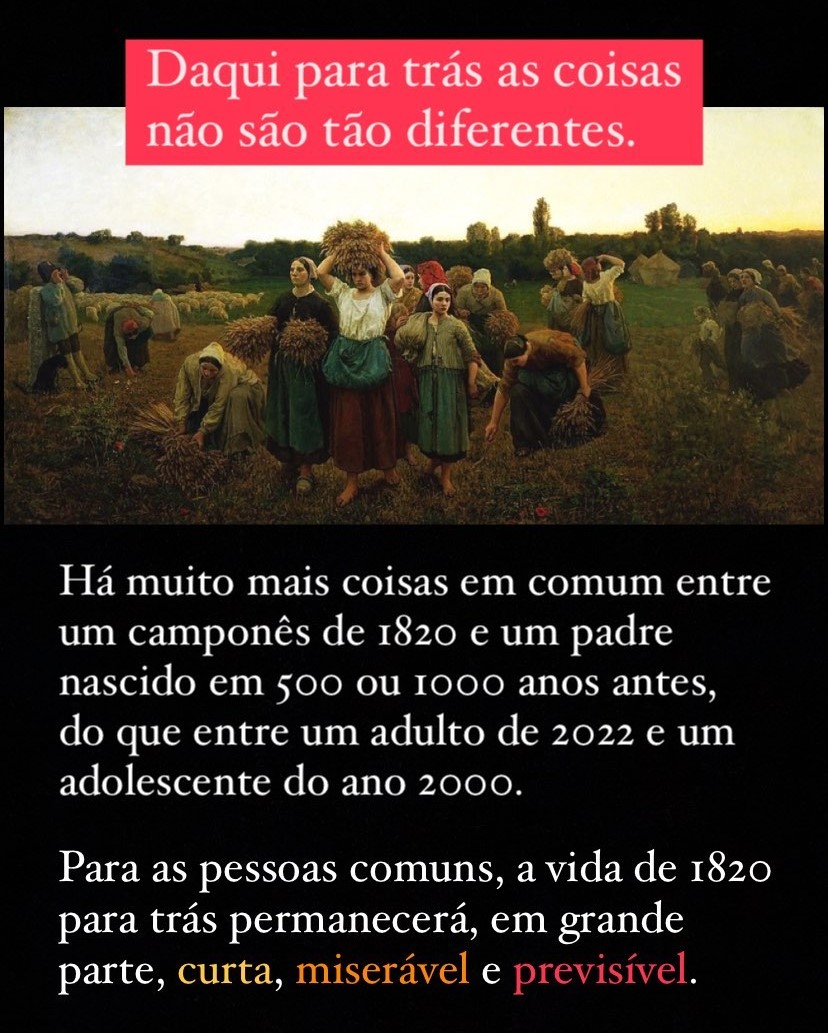 Daqui para trás as coisas
não são tão diferentes.
Há muito mais coisas em comum entre
um camponês de 1820 e um padre
nascido em 500 ou 1000 anos antes,
do que entre um adulto de 2022 e um
adolescente do ano 2000.
Para as pessoas comuns, a vida de 1820
para trás permanecerá, em grande
parte, curta, miserável e previsível.